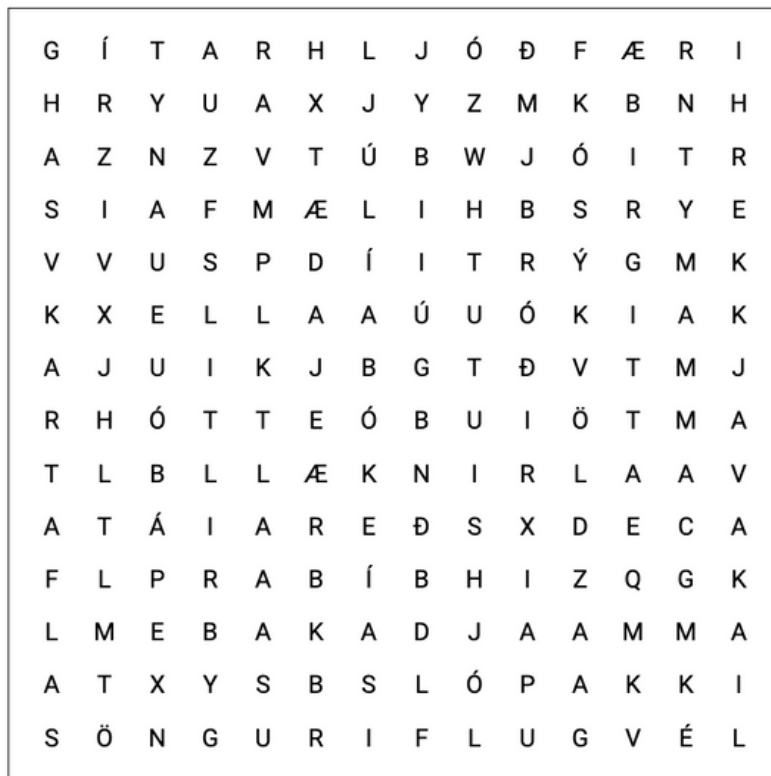 G Í T A R H L J Ó Ð F Æ R I
H R Y U A X J Y Z M K B N H
A Z N Z V T Ú B W J Ó I T R
S I A F M Æ L I H B S R Y E
V V U S P D Í I T R Ý G M K
K X E L L A A Ú U Ó K I A K
A J U I K J B G T Ð V T M J
R H Ó T T E Ó B U I Ö T M A
T L B L L Æ K N I R L A A V
A T Á I A R E Ð S X D E C A
F L P R A B Í B H I Z Q G K
L M E B A K A D J A A M M A
A T X Y S B S L Ó P A K K I
S Ö N G U R I F L U G V É L